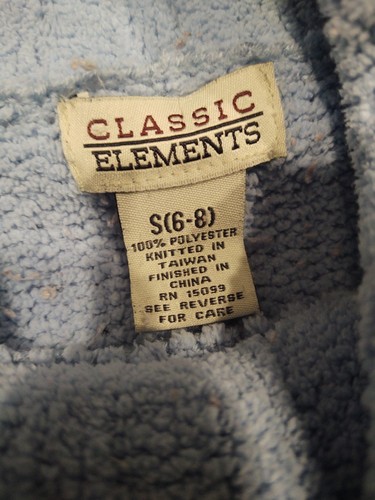 CLASSIC
ELEMENTS
S(6-8)
100% POLYESTER
KNITTED IN
TAIWAN
FINISHED IN
CHINA
RN 15099
SEE REVERSE
FOR CARE